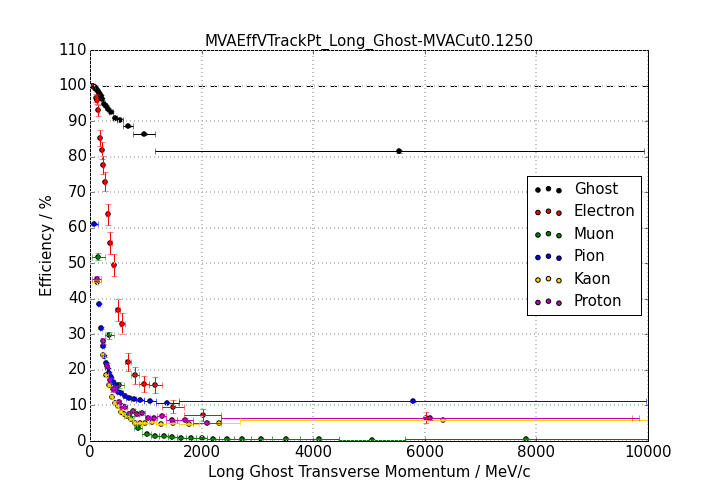 MVAEffVTrackPt_Long_Ghost-MVACut0.1250
110
100
90
80
70
60
50
40
30
20
10
0
Efficiency / %
Ghost
Electron
Muon
Pion
Kaon
Proton
0 2000 4000 6000 8000 10000
Long Ghost Transverse Momentum / MeV/c